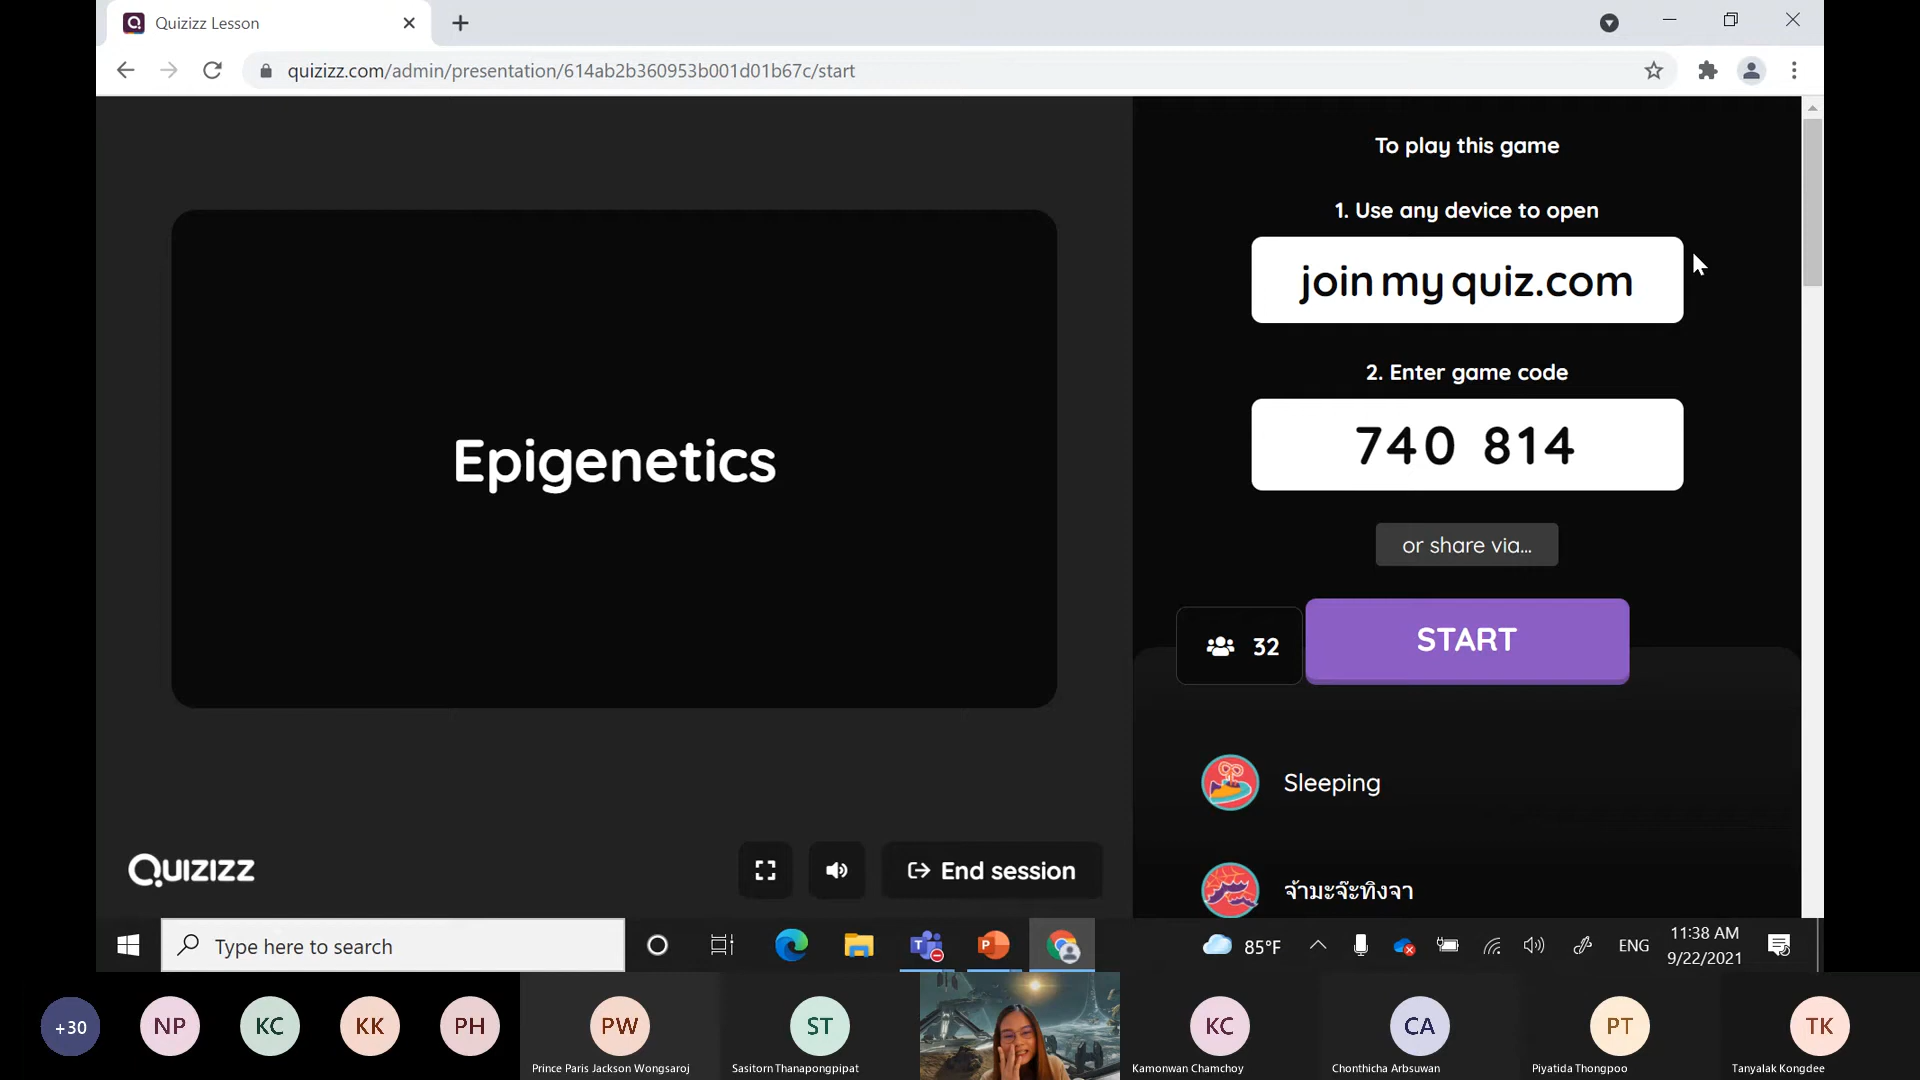 Quizizz Lesson
quizizz.com/admin/presentation/614ab2b360953b001d01b67c/start
To play this game
1. Use any device to open
joinmyquiz.com
2. Enter game code
740 814
or share via...
32
START
Epigenetics
Sleeping
จ้ามะจ๊ะทิงจา
QUIZIZZ
End session
Type here to search
85°F
ENG
11:38 AM
9/22/2021
+30
NP
KC
KK
PH
PW
Prince Paris Jackson Wongsaroj
ST
Sasitorn Thanapongpipat
KC
Kamonwan Chamchoy
CA
Chonthicha Arbsuwan
PT
Piyatida Thongpoo
TK
Tanyalak Kongdee